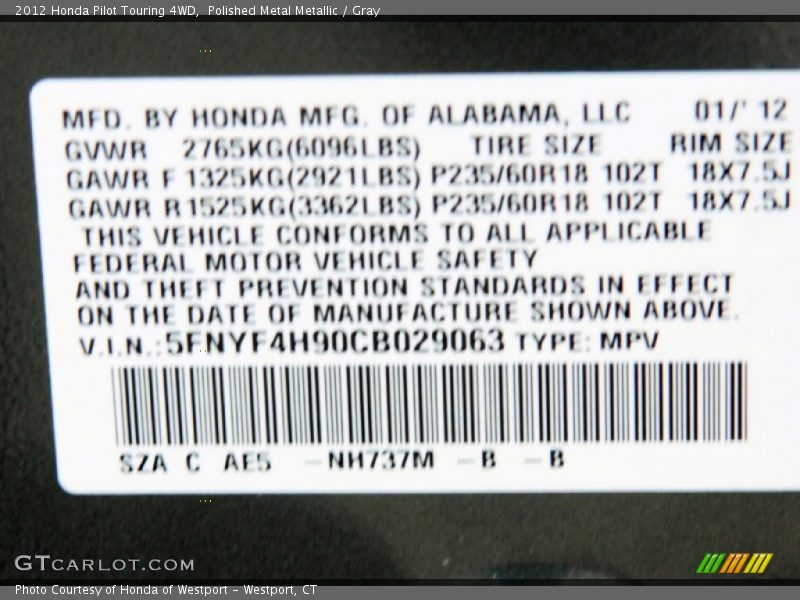 2012 Honda Pilot Touring 4WD,  Polished Metal Metallic / Gray
MFD. BY HONDA MFG. OF ALABAMA, LLC 01/' 12
GVWR 2765KG(6096LBS) TIRE SIZE RIM SIZE
GAWR F 1325KG(2921LBS) P235/60R18 102T 18X7.5J
GAWR R 1525KG(3362LBS) P235/60R18 102T 18X7.5J
THIS VEHICLE CONFORMS TO ALL APPLICABLE
FEDERAL MOTOR VEHICLE SAFETY
AND THEFT PREVENTION STANDARDS IN EFFECT
ON THE DATE OF MANUFACTURE SHOWN ABOVE.
V.I.N.:5FNYF4H90CB029063 TYPE: MPV
SZA C AE5 –NH737M –B –B
GTCARLOT.COM
Photo Courtesy of Honda of Westport – Westport, CT